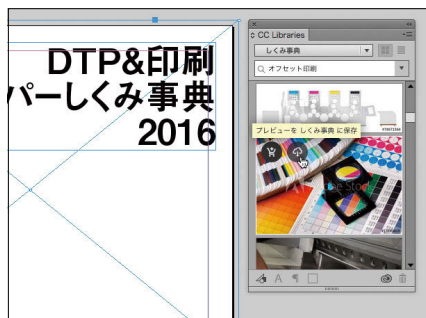 DTP&印刷
パーしくみ事典
2016
CC Libraries
しくみ事典
オフセット印刷
プレビューを しくみ事典 に保存